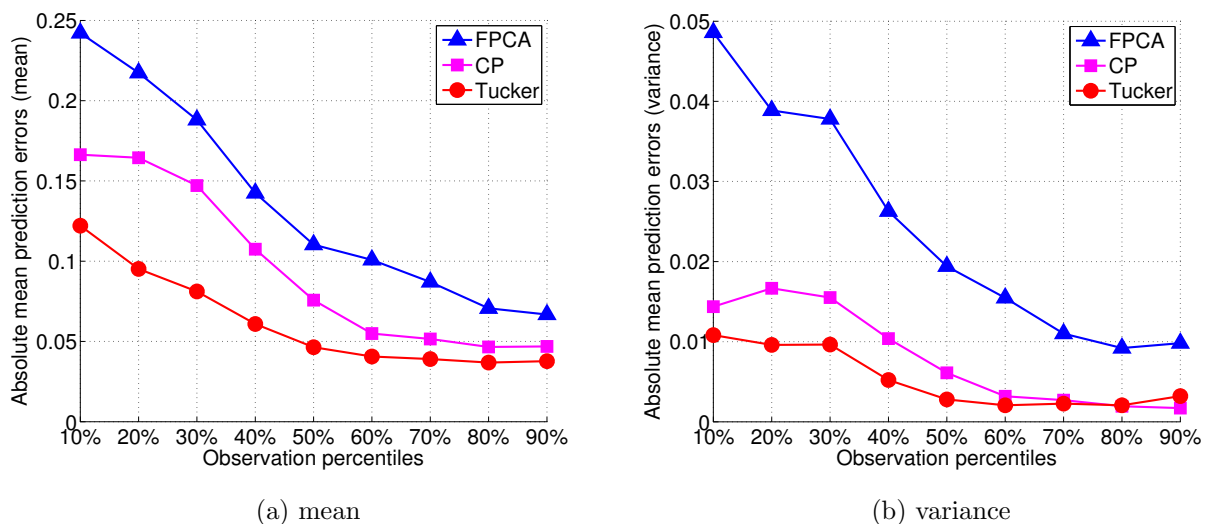 0.25
0.2
0.15
0.1
0.05
0
Absolute mean prediction errors (mean)
FPCA
CP
Tucker
10% 20% 30% 40% 50% 60% 70% 80% 90%
Observation percentiles
(a) mean
0.05
0.04
0.03
0.02
0.01
0
Absolute mean prediction errors (variance)
FPCA
CP
Tucker
10% 20% 30% 40% 50% 60% 70% 80% 90%
Observation percentiles
(b) variance